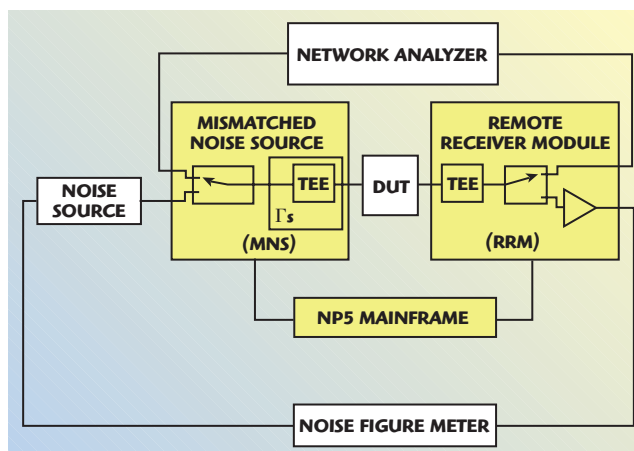 NETWORK ANALYZER
MISMATCHED
NOISE SOURCE
REMOTE
RECEIVER MODULE
NOISE
SOURCE
TEE
Γs
(MNS)
DUT
TEE
(RRM)
NP5 MAINFRAME
NOISE FIGURE METER